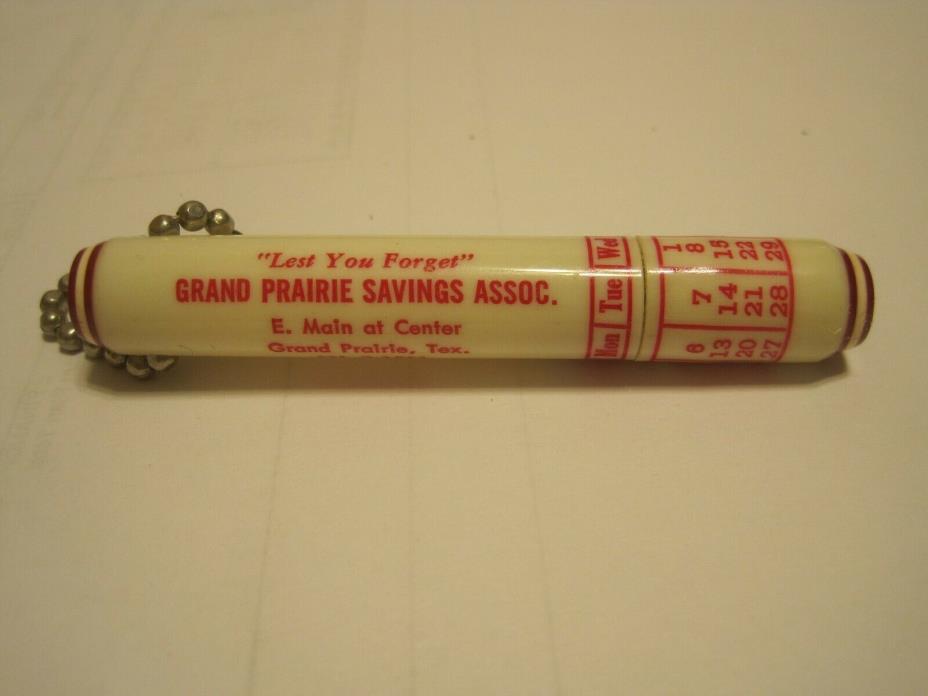 "Lest You Forget"
GRAND PRAIRIE SAVINGS ASSOC.
E. Main at Center
Grand Prairie, Tex.
Wed
Tue
Mon
1 8 15 22 29
7 14 21 28
6 13 20 27